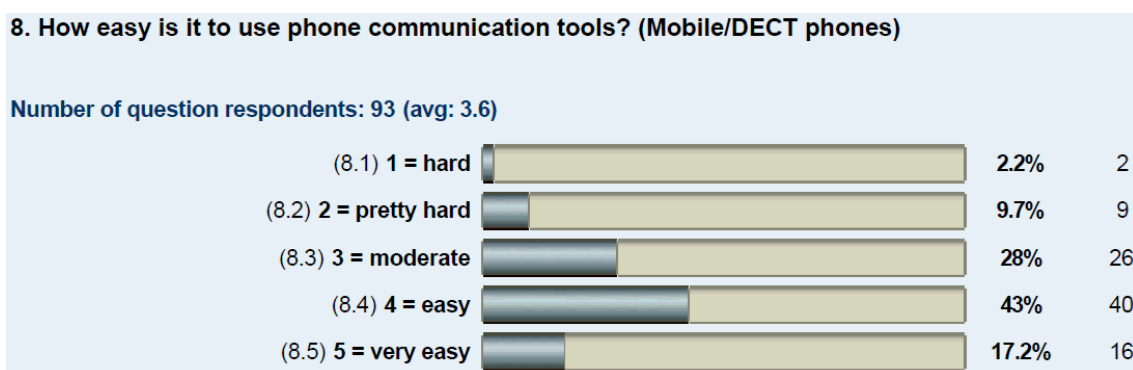 8. How easy is it to use phone communication tools? (Mobile/DECT phones)
Number of question respondents: 93 (avg: 3.6)
(8.1) 1 = hard 2.2% 2
(8.2) 2 = pretty hard 9.7% 9
(8.3) 3 = moderate 28% 26
(8.4) 4 = easy 43% 40
(8.5) 5 = very easy 17.2% 16